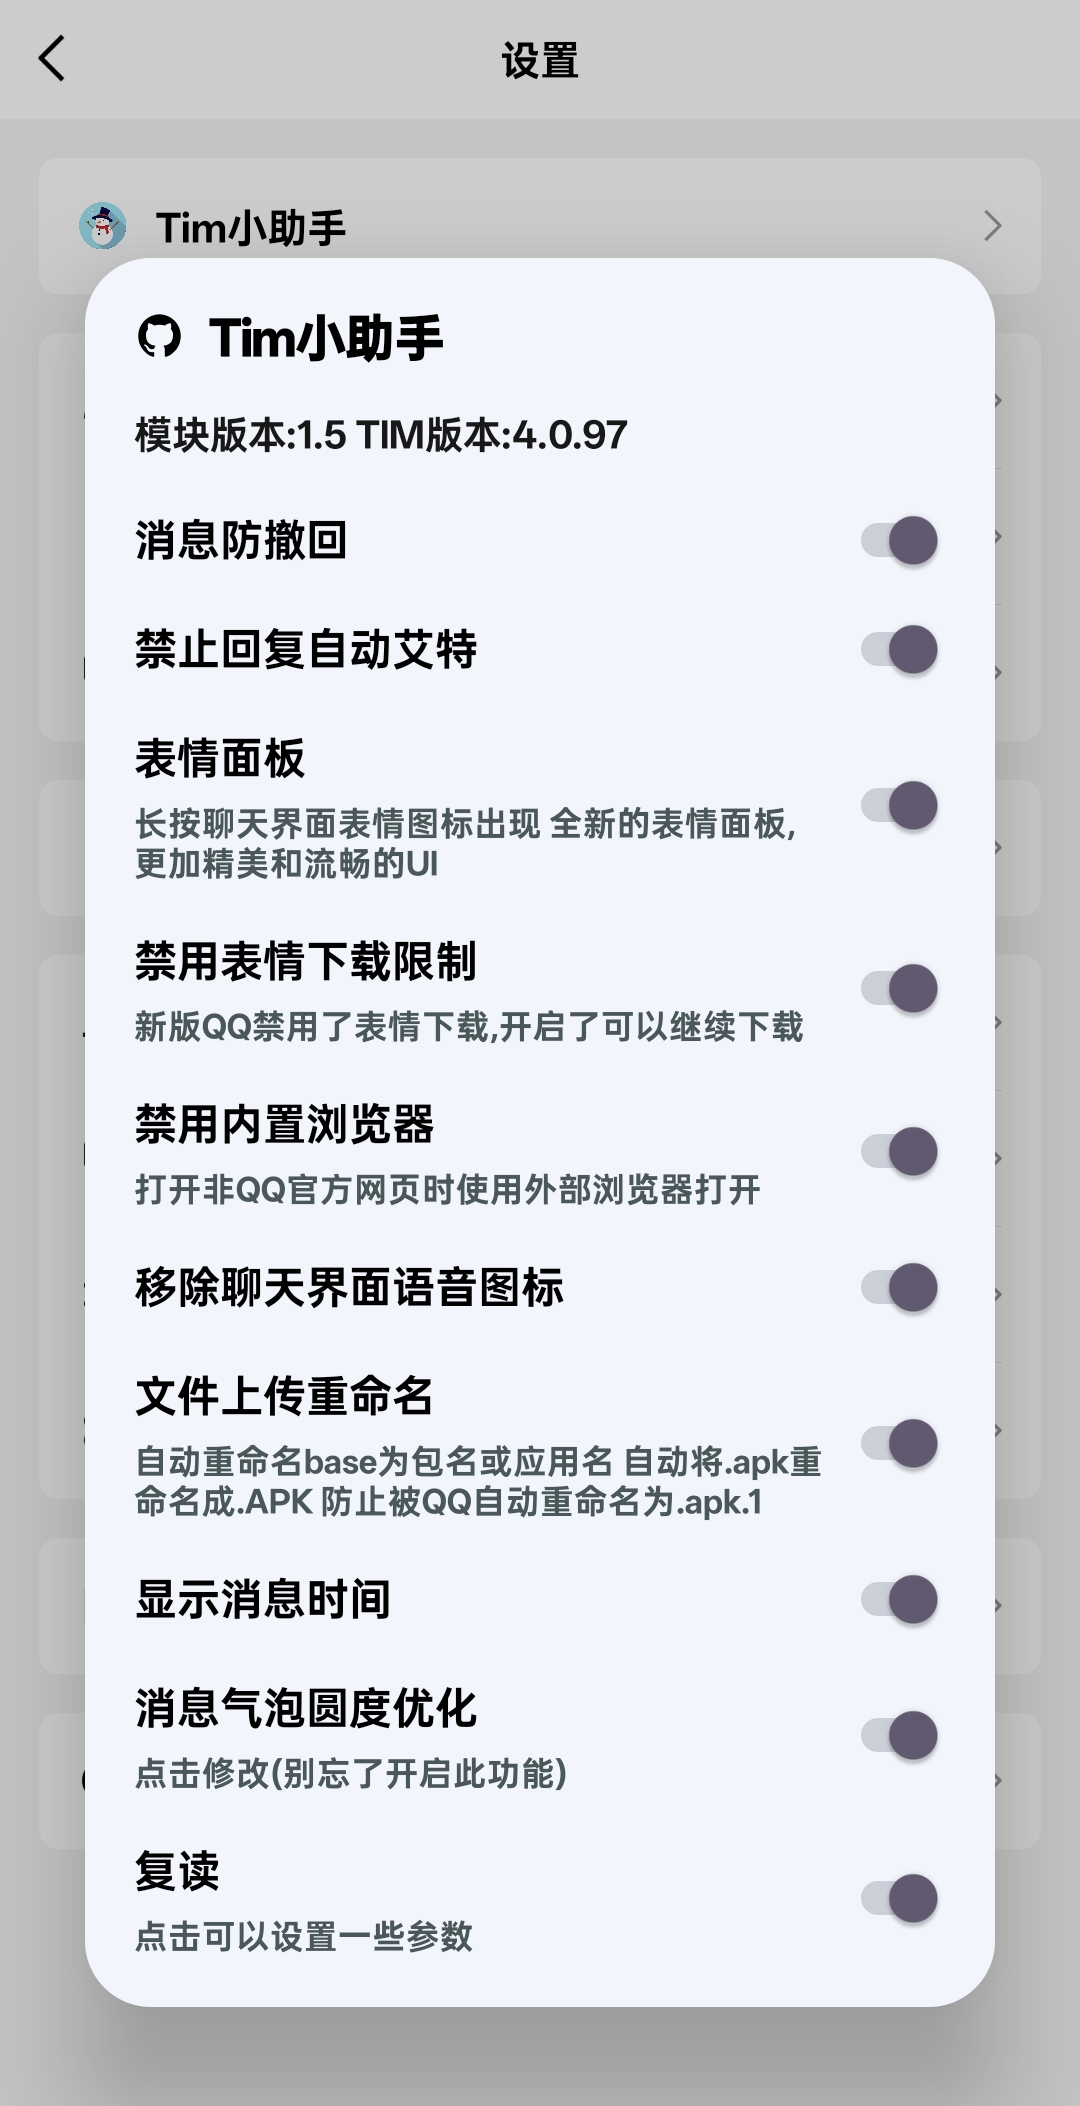 设置
Tim小助手
Tim小助手
模块版本:1.5 TIM版本:4.0.97
消息防撤回
禁止回复自动艾特
表情面板
长按聊天界面表情图标出现 全新的表情面板,
更加精美和流畅的UI
禁用表情下载限制
新版QQ禁用了表情下载,开启了可以继续下载
禁用内置浏览器
打开非QQ官方网页时使用外部浏览器打开
移除聊天界面语音图标
文件上传重命名
自动重命名base为包名或应用名 自动将.apk重
命名成.APK 防止被QQ自动重命名为.apk.1
显示消息时间
消息气泡圆度优化
点击修改(别忘了开启此功能)
复读
点击可以设置一些参数